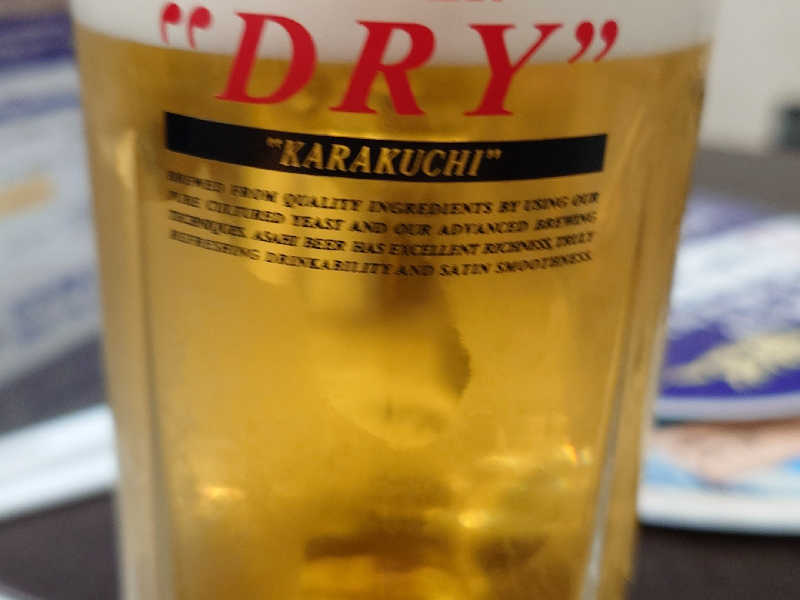 “DRY”
“KARAKUCHI”
BREWED FROM QUALITY INGREDIENTS BY USING OUR
PURE CULTURED YEAST AND OUR ADVANCED BREWING
TECHNIQUES. ASAHI BEER HAS EXCELLENT RICHNESS, TRULY
REFRESHING DRINKABILITY AND SATIN SMOOTHNESS.